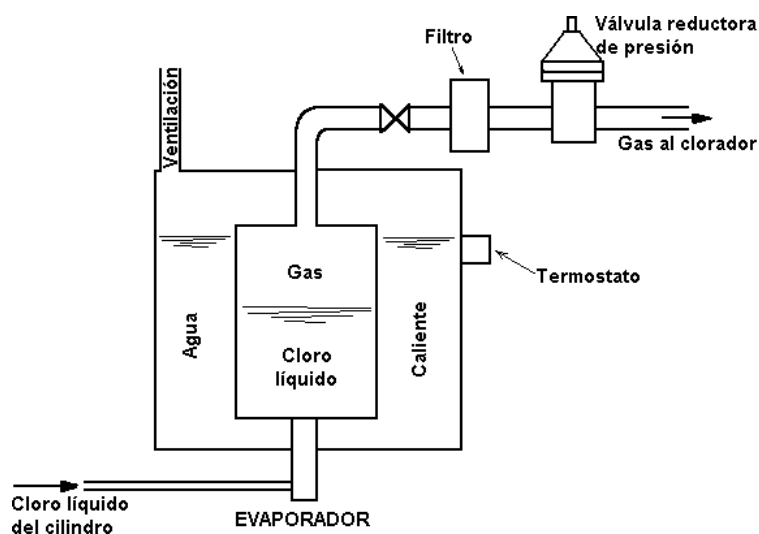 Válvula reductora
de presión
Filtro
Ventilación
Gas al clorador
Gas
Termostato
Agua
Caliente
Cloro
líquido
Cloro líquido
del cilindro
EVAPORADOR